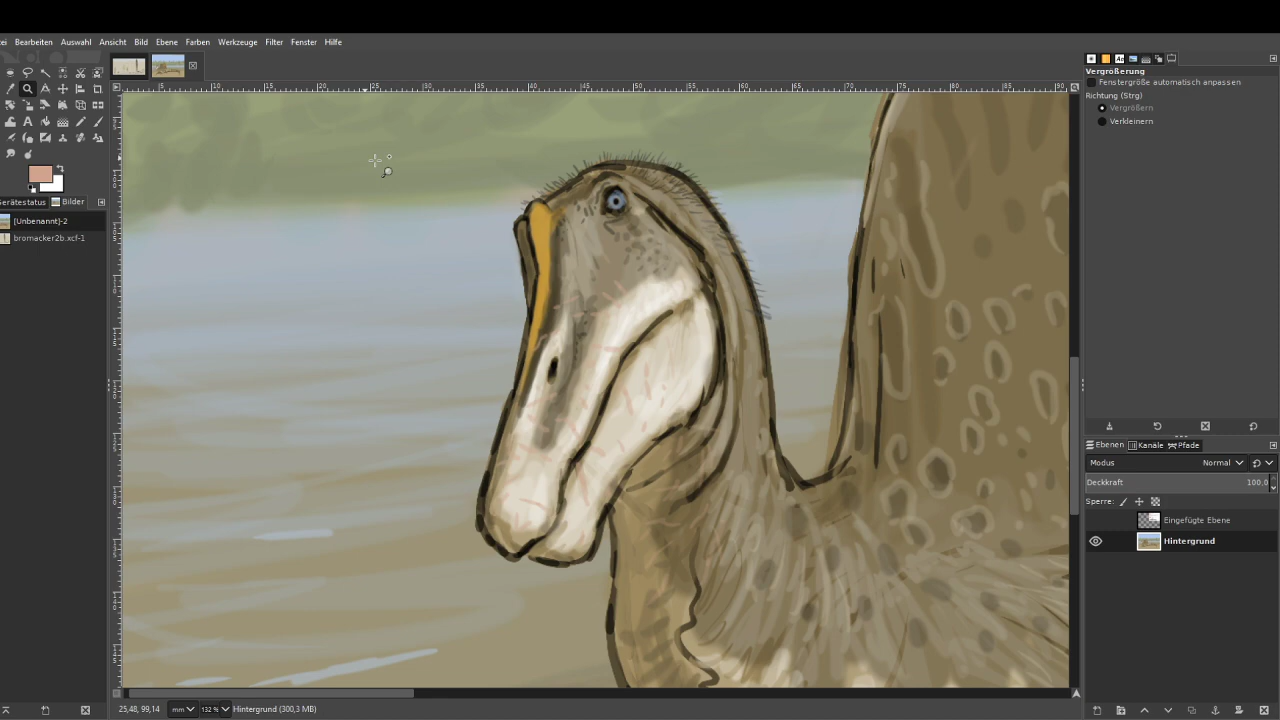 Bearbeiten Auswahl Ansicht Bild Ebene Farben Werkzeuge Filter Fenster Hilfe
Vergrößerung
Fenstergröße automatisch anpassen
Richtung (Strg)
Vergrößern
Verkleinern
erätestatus Bilder
[Unbenannt]-2
bromacker2b.xcf-1
Ebenen Kanäle Pfade
Modus Normal
Deckkraft 100,0
Sperre:
Eingefügte Ebene
Hintergrund
25,48, 99,14 mm 132 % Hintergrund (300,3 MB)